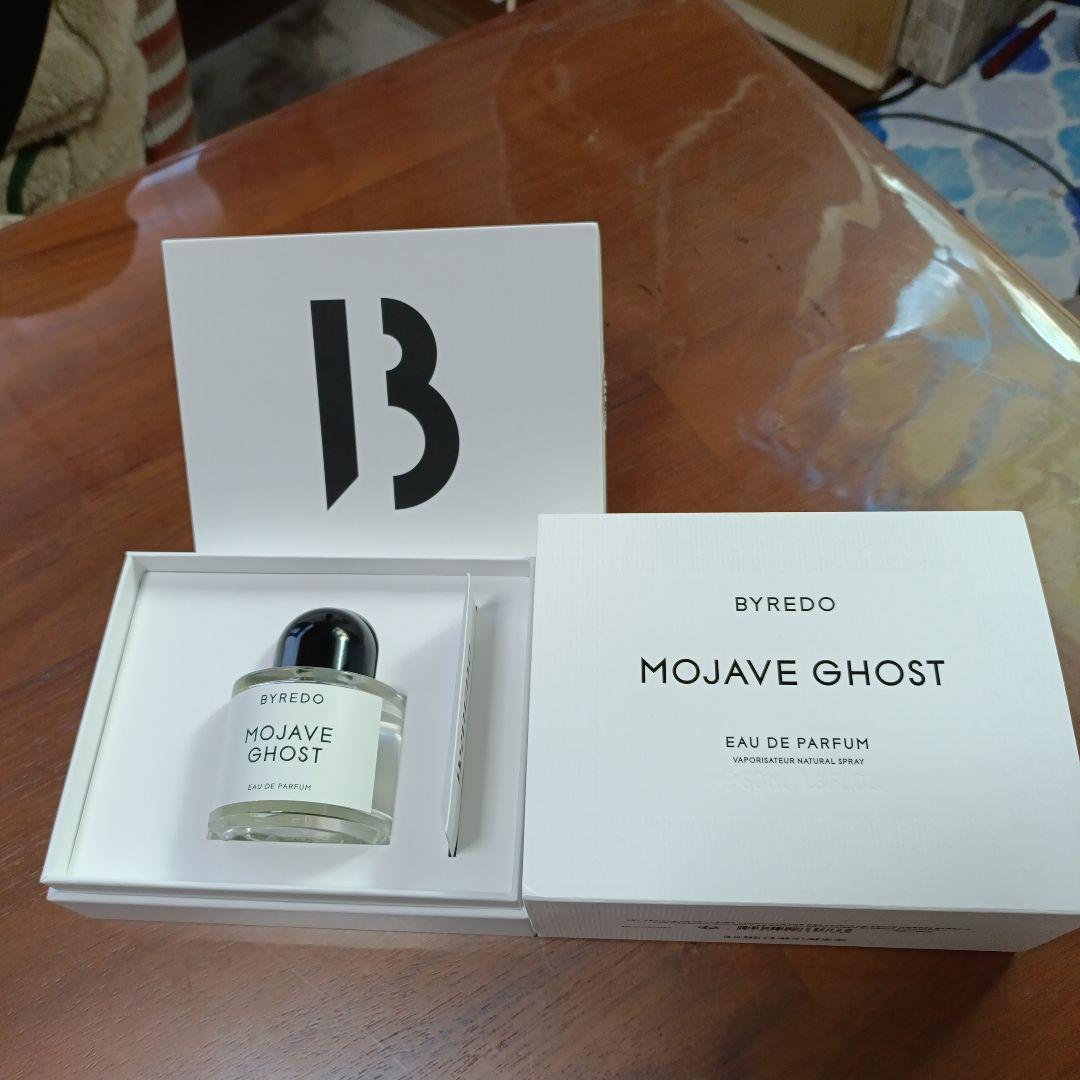 B
BYREDO
MOJAVE
GHOST
EAU DE PARFUM
BYREDO
MOJAVE GHOST
EAU DE PARFUM
VAPORISATEUR NATURAL SPRAY